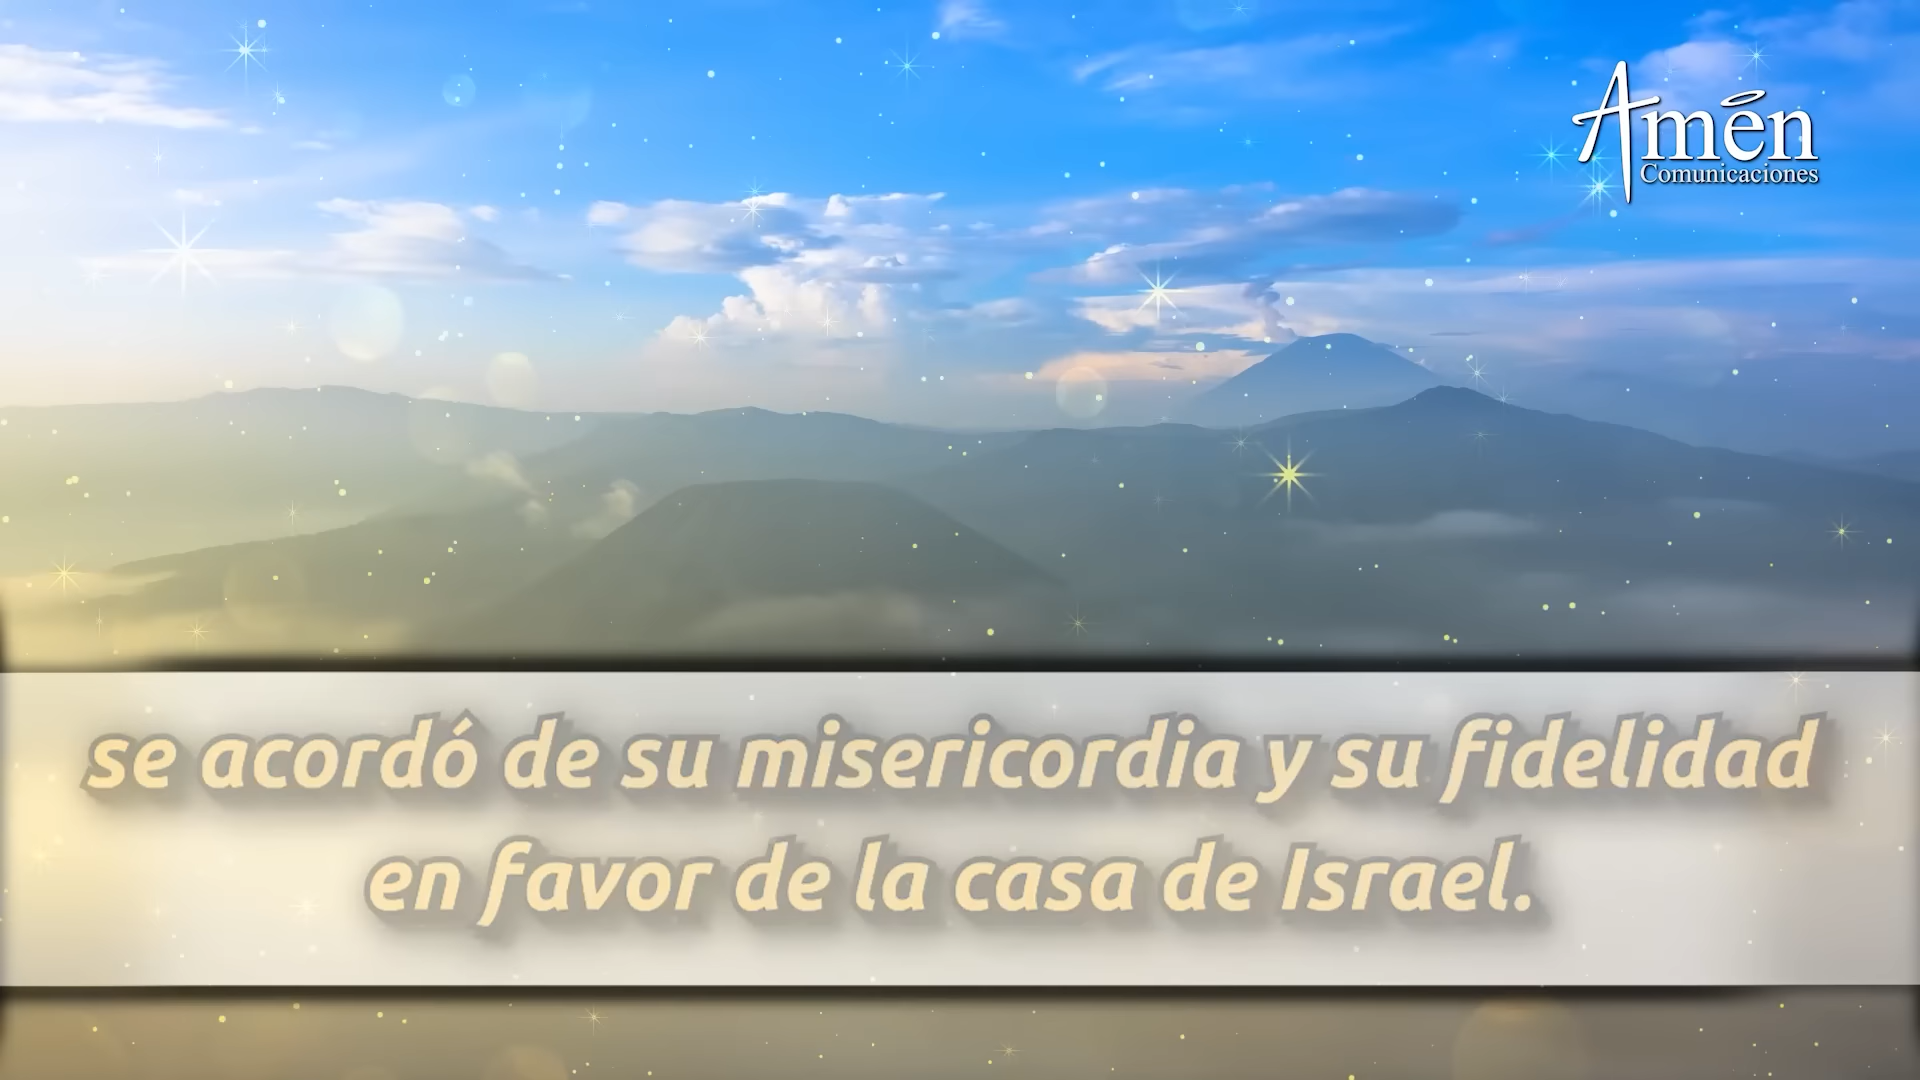 Amén
Comunicaciones
se acordó de su misericordia y su fidelidad
en favor de la casa de Israel.